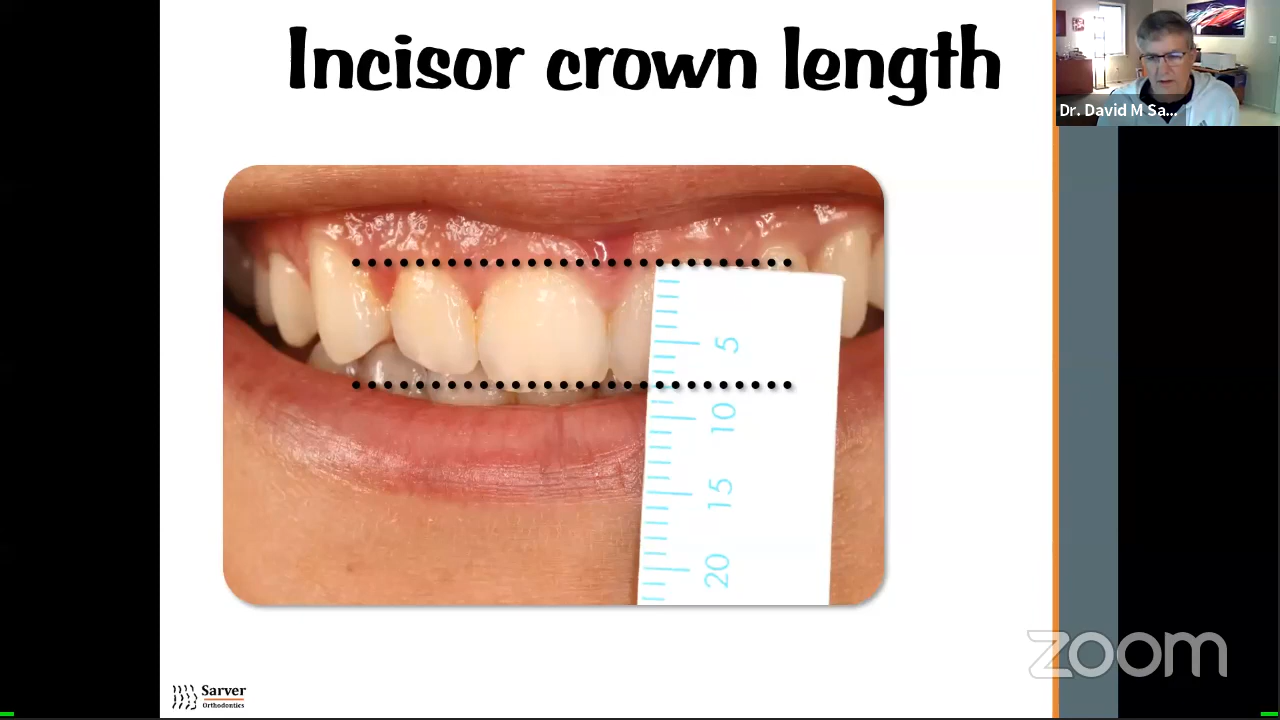 Incisor crown length
Dr. David M Sa...
5
10
15
20
zoom
Sarver
Orthodontics